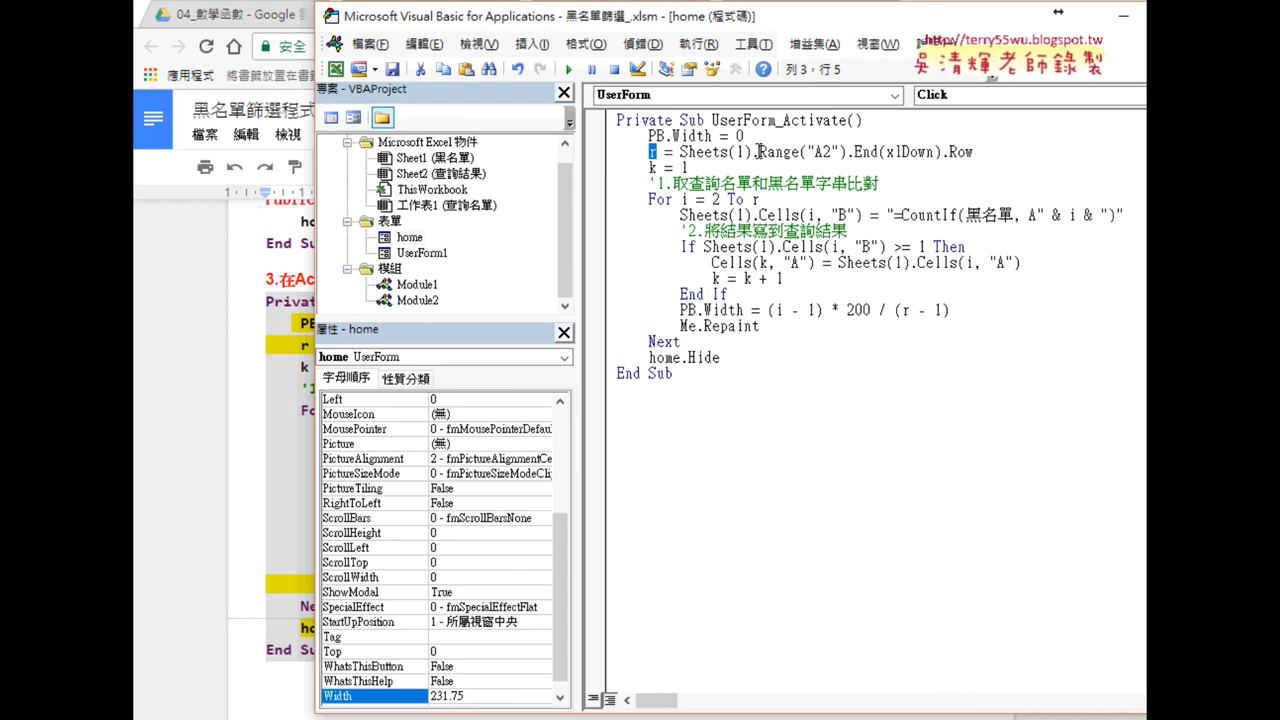 04_數學函數
Microsoft Visual Basic for Applications - 黑名單篩選_.xlsm - [home (程式碼)]
檔案(F) 編輯(E) 檢視(V) 插入(I) 格式(O) 偵錯(D) 執行(R) 工具(T) 增益集(A) 視窗(W)
http://terry55wu.blogspot.tw
吳清輝老師錄製
安全
列 3, 行 5
應用程式
專案 - VBAProject
UserForm
Click
黑名單篩選程式
檔案 編輯 檢視
Microsoft Excel 物件
Sheet1 (黑名單)
Sheet2 (查詢結果)
ThisWorkbook
工作表1 (查詢名單)
表單
home
UserForm1
模組
Module1
Module2
Private Sub UserForm_Activate()
PB.Width = 0
r = Sheets(1).Range("A2").End(xlDown).Row
k = 1
'1.取查詢名單和黑名單字串比對
For i = 2 To r
Sheets(1).Cells(i, "B") = "=CountIf(黑名單, A" & i & ")"
'2.將結果寫到查詢結果
If Sheets(1).Cells(i, "B") >= 1 Then
Cells(k, "A") = Sheets(1).Cells(i, "A")
k = k + 1
End If
PB.Width = (i - 1) * 200 / (r - 1)
Me.Repaint
Next
home.Hide
End Sub
End S
3.在Ac
Privat
PB
r
k
'1
Fo
Ne
ho
End Su
屬性 - home
home UserForm
字母順序 性質分類
Left 0
MouseIcon (無)
MousePointer 0 - fmMousePointerDefau
Picture (無)
PictureAlignment 2 - fmPictureAlignmentCe
PictureSizeMode 0 - fmPictureSizeModeCli
PictureTiling False
RightToLeft False
ScrollBars 0 - fmScrollBarsNone
ScrollHeight 0
ScrollLeft 0
ScrollTop 0
ScrollWidth 0
ShowModal True
SpecialEffect 0 - fmSpecialEffectFlat
StartUpPosition 1 - 所屬視窗中央
Tag
Top 0
WhatsThisButton False
WhatsThisHelp False
Width 231.75